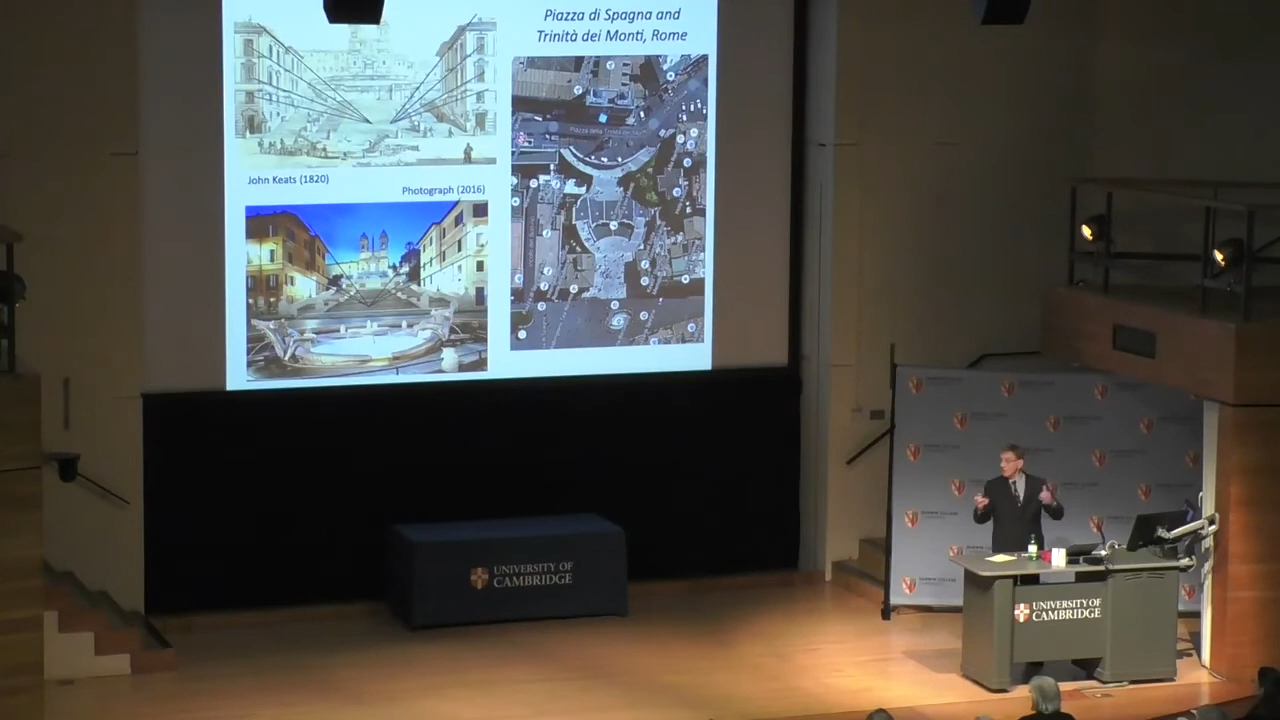 Piazza di Spagna and
Trinità dei Monti, Rome
John Keats (1820)
Photograph (2016)
UNIVERSITY OF
CAMBRIDGE
UNIVERSITY OF
CAMBRIDGE